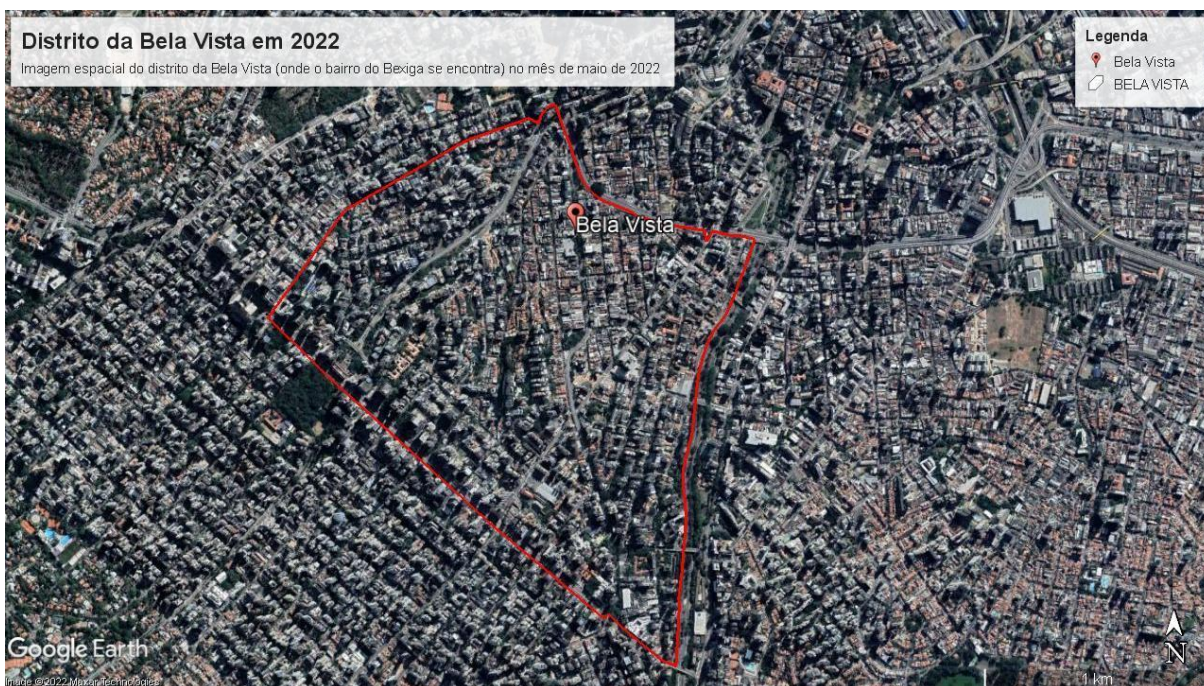 Distrito da Bela Vista em 2022
Imagem espacial do distrito da Bela Vista (onde o bairro do Bexiga se encontra) no mês de maio de 2022
Legenda
Bela Vista
BELA VISTA
Bela Vista
Google Earth
Image © 2022 Maxar Technologies
N
1 km